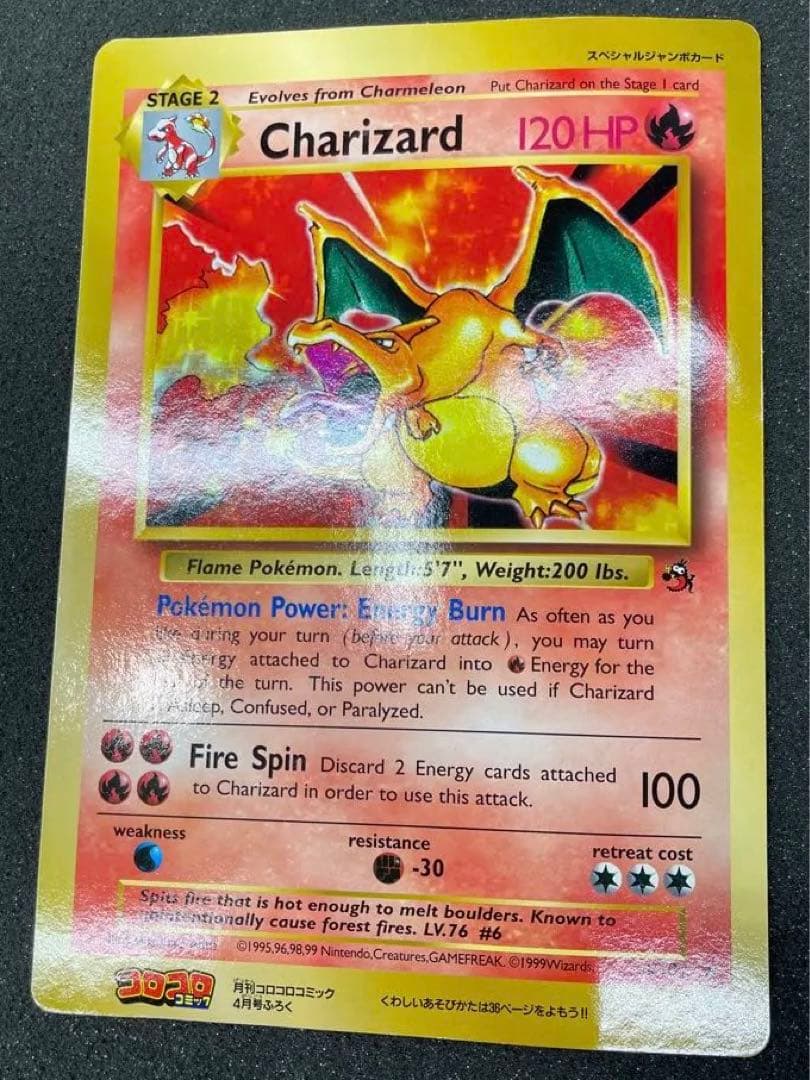 スペシャルジャンボカード
STAGE 2 Evolves from Charmeleon Put Charizard on the Stage 1 card
Charizard 120 HP
Flame Pokémon. Length:5'7", Weight:200 lbs.
Pokémon Power: Energy Burn As often as you
like during your turn (before your attack), you may turn
Energy attached to Charizard into Energy for the
of the turn. This power can't be used if Charizard
Asleep, Confused, or Paralyzed.
Fire Spin Discard 2 Energy cards attached 100
to Charizard in order to use this attack.
weakness resistance retreat cost
-30
Spits fire that is hot enough to melt boulders. Known to
unintentionally cause forest fires. LV.76 #6
©1995,96,98,99 Nintendo,Creatures,GAMEFREAK. ©1999Wizards.
コロコロ
コミック
月刊コロコロコミック
4月号ふろく
くわしいあそびかたは36ページをよもう!!